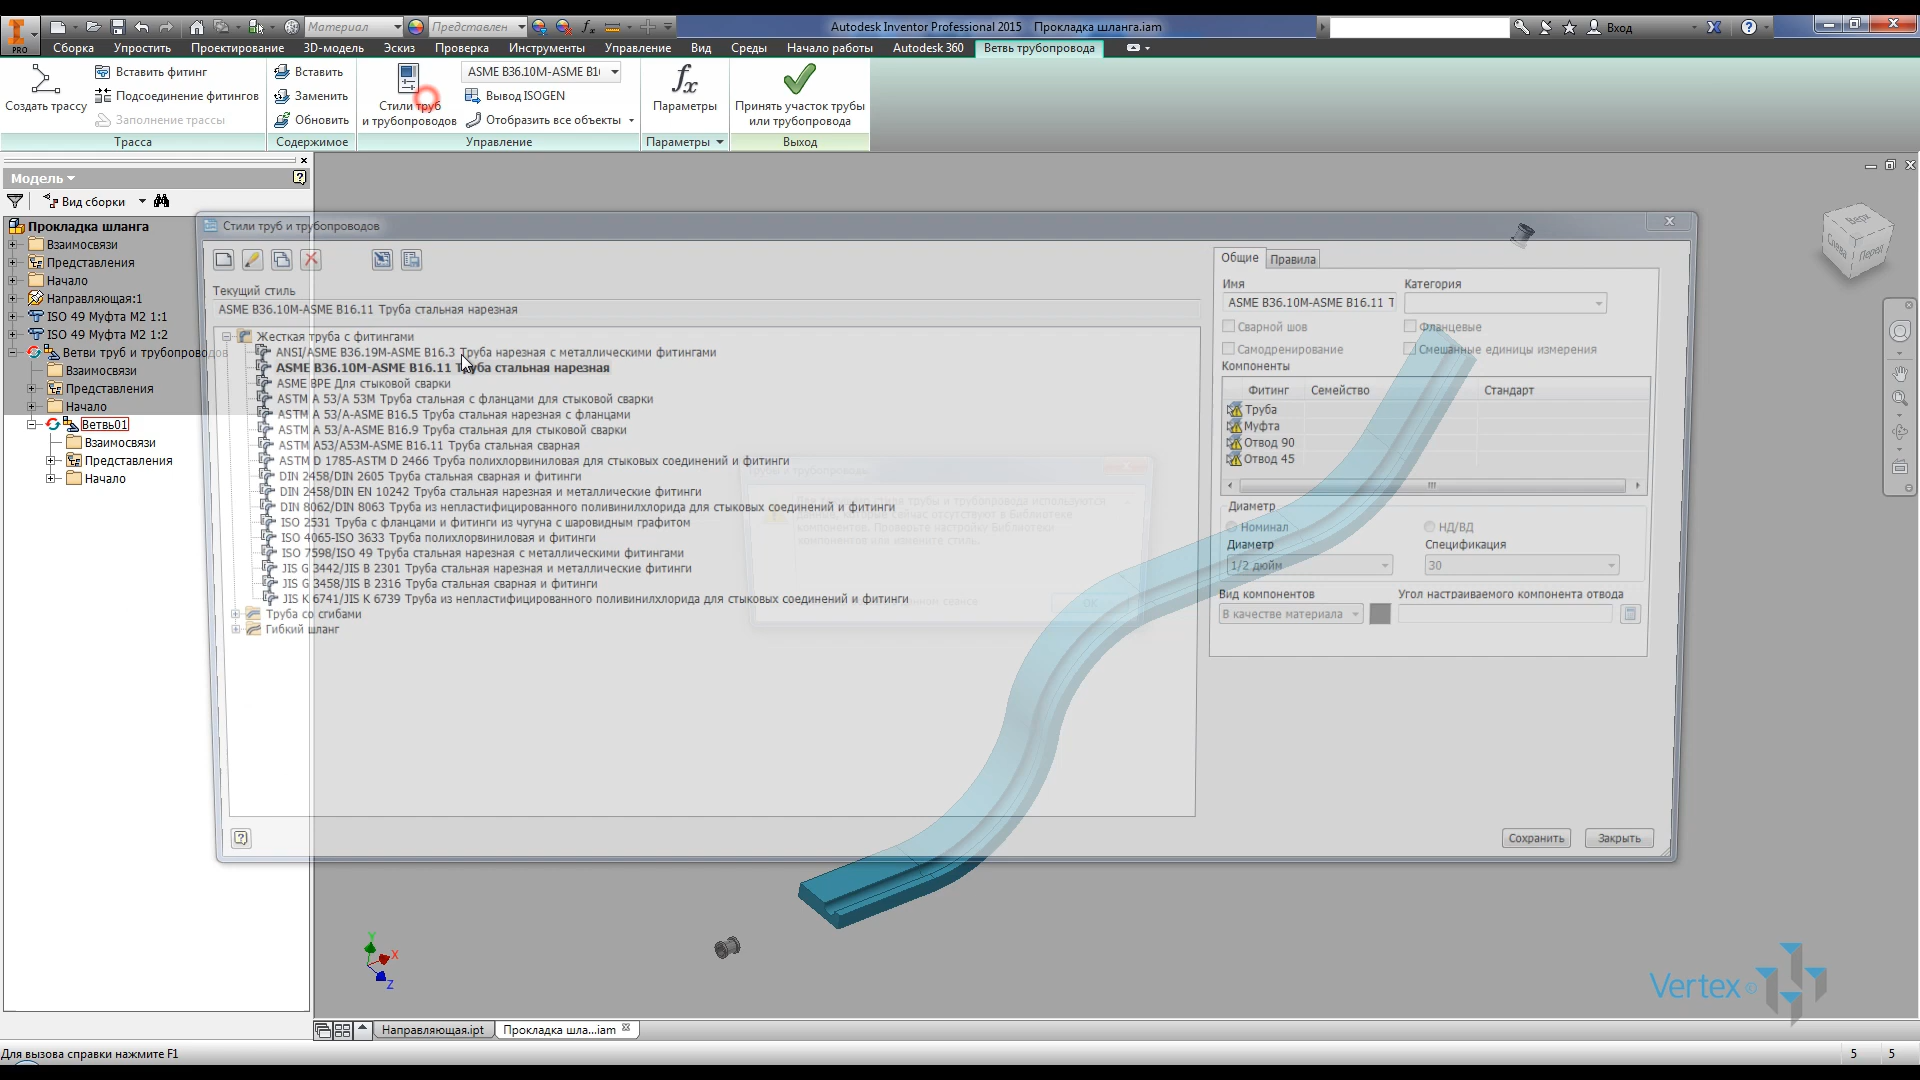 Материал
Представлен
Autodesk Inventor Professional 2015 Прокладка шланга.iam
Вход
PRO
Сборка Упростить Проектирование 3D-модель Эскиз Проверка Инструменты Управление Вид Среды Начало работы Autodesk 360 Ветвь трубопровода
Создать трассу
Вставить фитинг
Подсоединение фитингов
Заполнение трассы
Трасса
Вставить
Заменить
Обновить
Содержимое
Стили труб
и трубопроводов
ASME B36.10M-ASME B1
Вывод ISOGEN
Отобразить все объекты
Управление
fx
Параметры
Параметры
Принять участок трубы
или трубопровода
Выход
Модель
Вид сборки
Прокладка шланга
Взаимосвязи
Представления
Начало
Направляющая:1
ISO 49 Муфта M2 1:1
ISO 49 Муфта M2 1:2
Ветви труб и трубопроводов
Взаимосвязи
Представления
Начало
Ветвь01
Взаимосвязи
Представления
Начало
Стили труб и трубопроводов
Текущий стиль
ASME B36.10M-ASME B16.11 Труба стальная нарезная
Жесткая труба с фитингами
ANSI/ASME B36.19M-ASME B16.3 Труба нарезная с металлическими фитингами
ASME B36.10M-ASME B16.11 Труба стальная нарезная
ASME BPE Для стыковой сварки
ASTM A 53/A 53M Труба стальная с фланцами для стыковой сварки
ASTM A 53/A-ASME B16.5 Труба стальная нарезная с фланцами
ASTM A 53/A-ASME B16.9 Труба стальная для стыковой сварки
ASTM A53/A53M-ASME B16.11 Труба стальная сварная
ASTM D 1785-ASTM D 2466 Труба полихлорвиниловая для стыковых соединений и фитинги
DIN 2458/DIN 2605 Труба стальная сварная и фитинги
DIN 2458/DIN EN 10242 Труба стальная нарезная и металлические фитинги
DIN 8062/DIN 8063 Труба из непластифицированного поливинилхлорида для стыковых соединений и фитинги
ISO 2531 Труба с фланцами и фитинги из чугуна с шаровидным графитом
ISO 4065-ISO 3633 Труба полихлорвиниловая и фитинги
ISO 7598/ISO 49 Труба стальная нарезная с металлическими фитингами
JIS G 3442/JIS B 2301 Труба стальная нарезная и металлические фитинги
JIS G 3458/JIS B 2316 Труба стальная сварная и фитинги
JIS K 6741/JIS K 6739 Труба из непластифицированного поливинилхлорида для стыковых соединений и фитинги
Труба со сгибами
Гибкий шланг
Общие Правила
Имя Категория
ASME B36.10M-ASME B16.11 Т
Сварной шов Фланцевые
Самодренирование Смешанные единицы измерения
Компоненты
Фитинг Семейство Стандарт
Труба
Муфта
Отвод 90
Отвод 45
Диаметр
Номинал НД/ВД
Диаметр Спецификация
1/2 дюйм 30
Вид компонентов Угол настраиваемого компонента отвода
В качестве материала
Сохранить Закрыть
Верх
Слева
X
Y
Z
Vertex ©
Направляющая.ipt Прокладка шла...iam
Для вызова справки нажмите F1
5 5